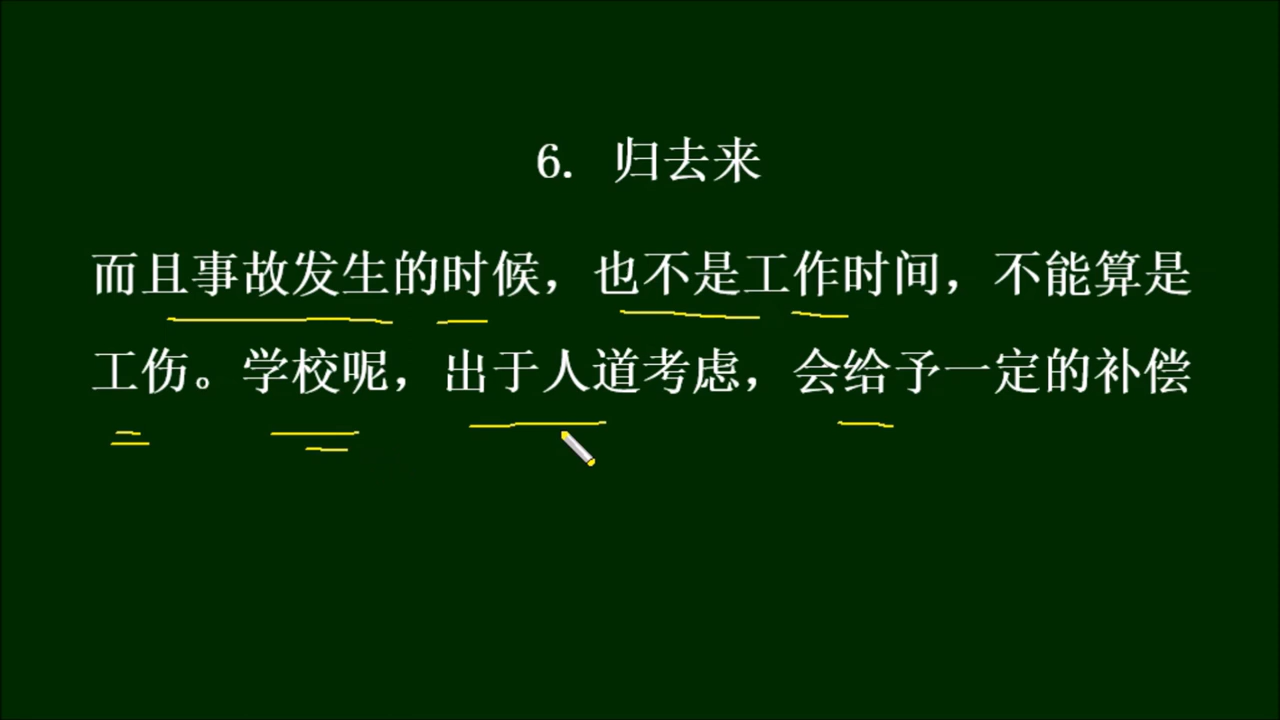 6. 归去来
而且事故发生的时候，也不是工作时间，不能算是
工伤。学校呢，出于人道考虑，会给予一定的补偿